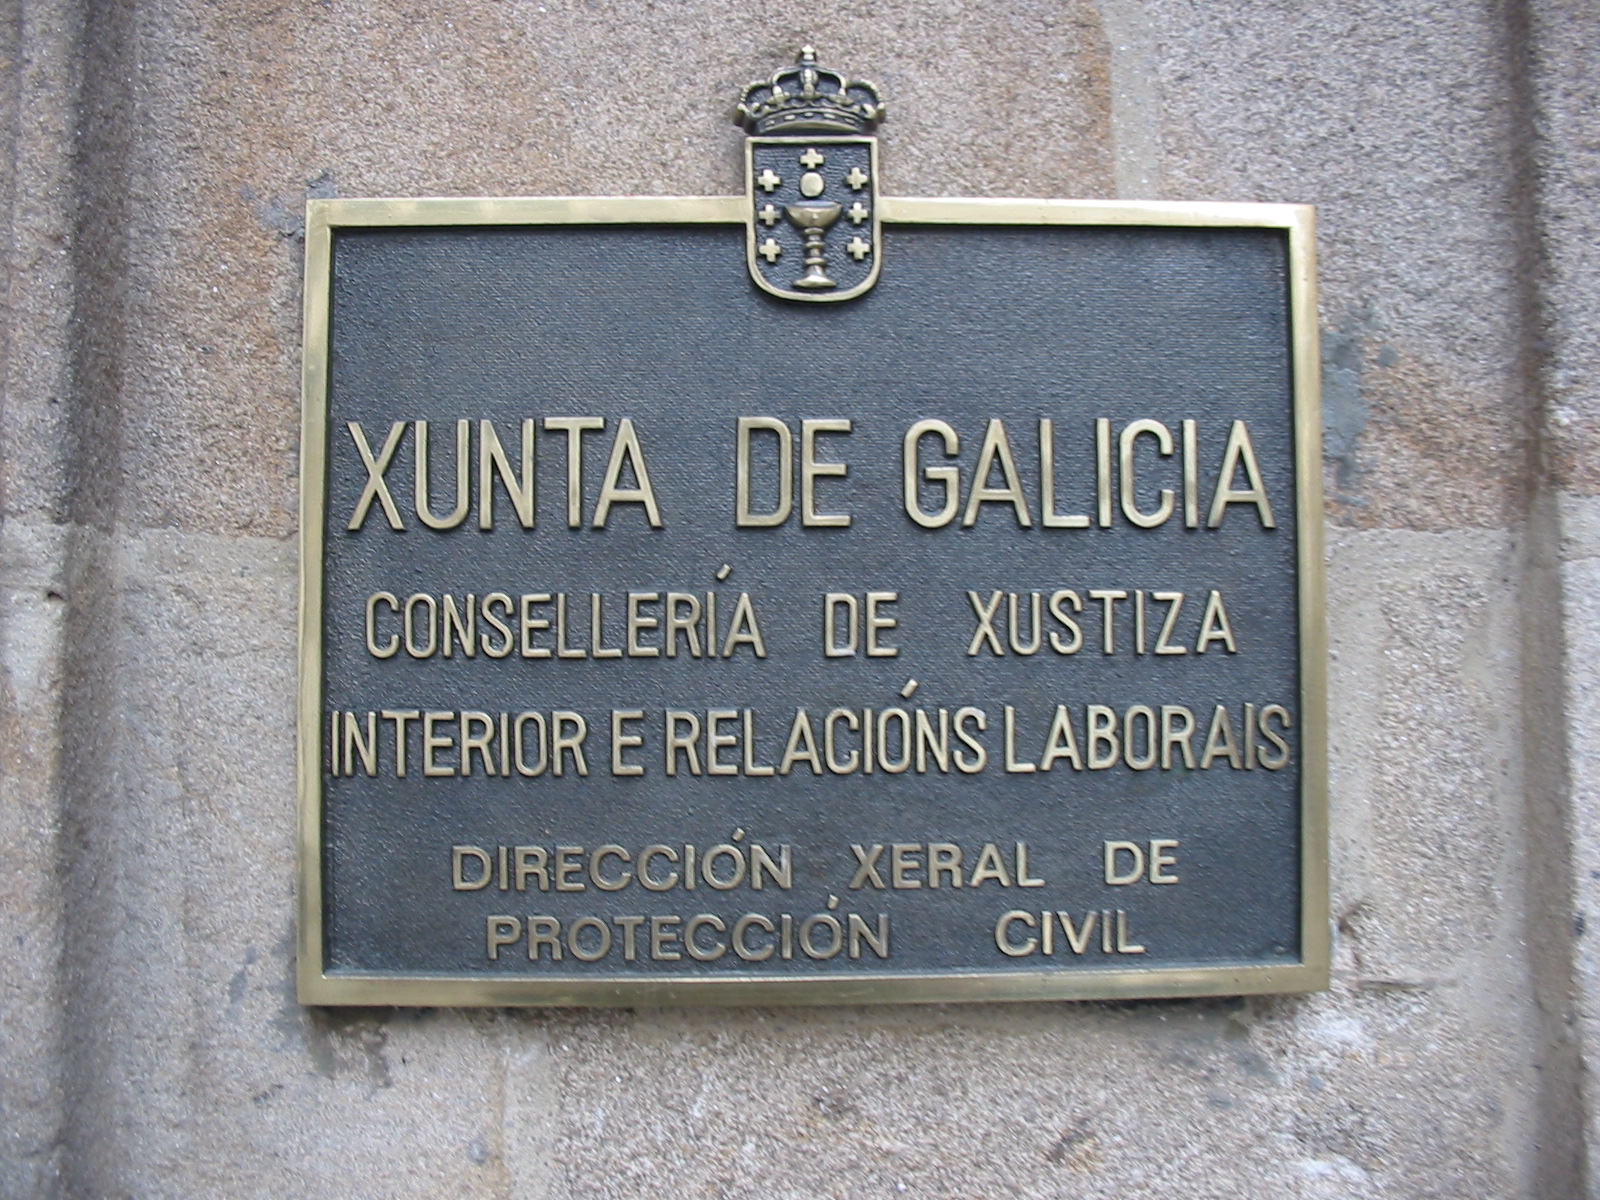 XUNTA DE GALICIA
CONSELLERÍA DE XUSTIZA
INTERIOR E RELACIÓNS LABORAIS
DIRECCIÓN XERAL DE
PROTECCIÓN CIVIL